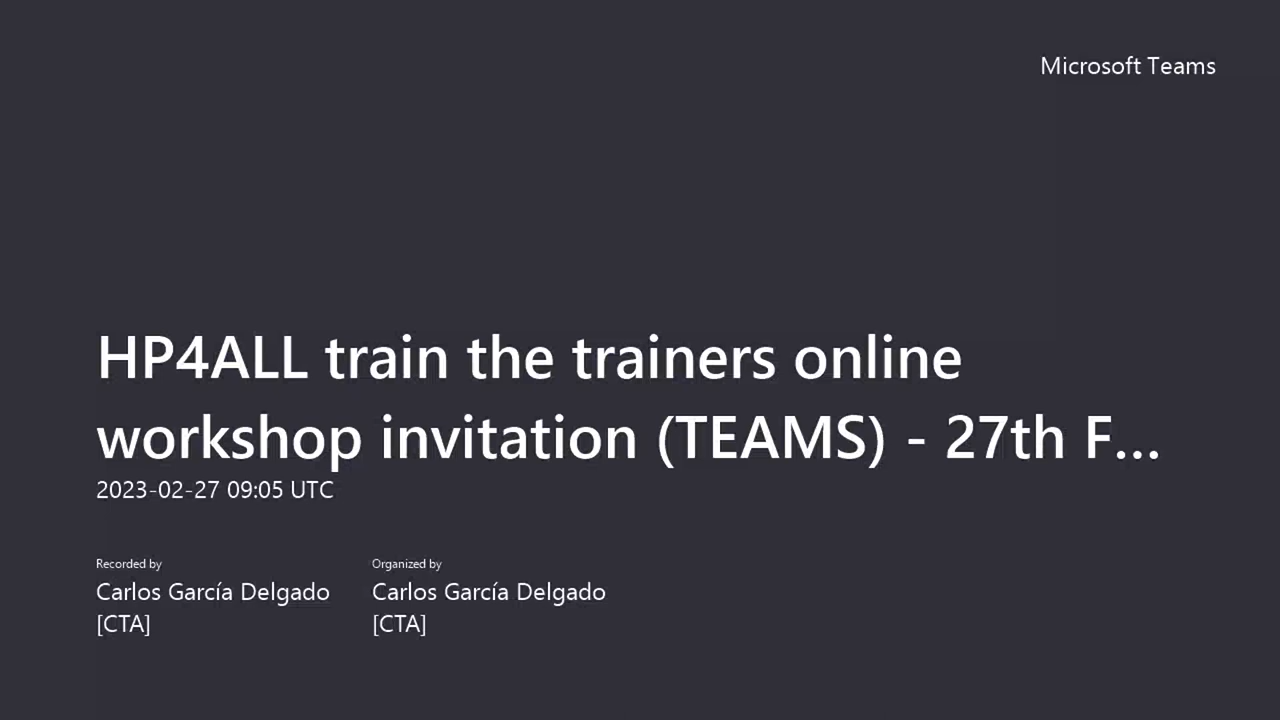 Microsoft Teams
HP4ALL train the trainers online
workshop invitation (TEAMS) - 27th F...
2023-02-27 09:05 UTC
Recorded by
Carlos García Delgado
[CTA]
Organized by
Carlos García Delgado
[CTA]